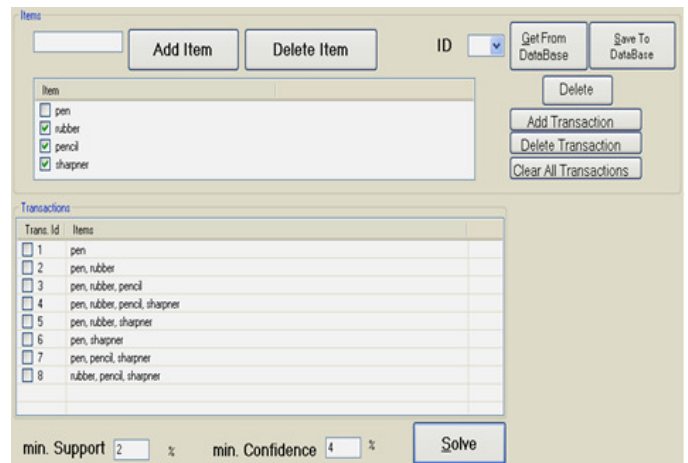 Items
Add Item Delete Item ID Get From DataBase Save To DataBase
Delete
Item
pen
rubber
pencil
sharpner
Add Transaction
Delete Transaction
Clear All Transactions
Transactions
Trans. Id Items
1 pen
2 pen, rubber
3 pen, rubber, pencil
4 pen, rubber, pencil, sharpner
5 pen, rubber, sharpner
6 pen, sharpner
7 pen, pencil, sharpner
8 rubber, pencil, sharpner
min. Support 2 % min. Confidence 4 % Solve